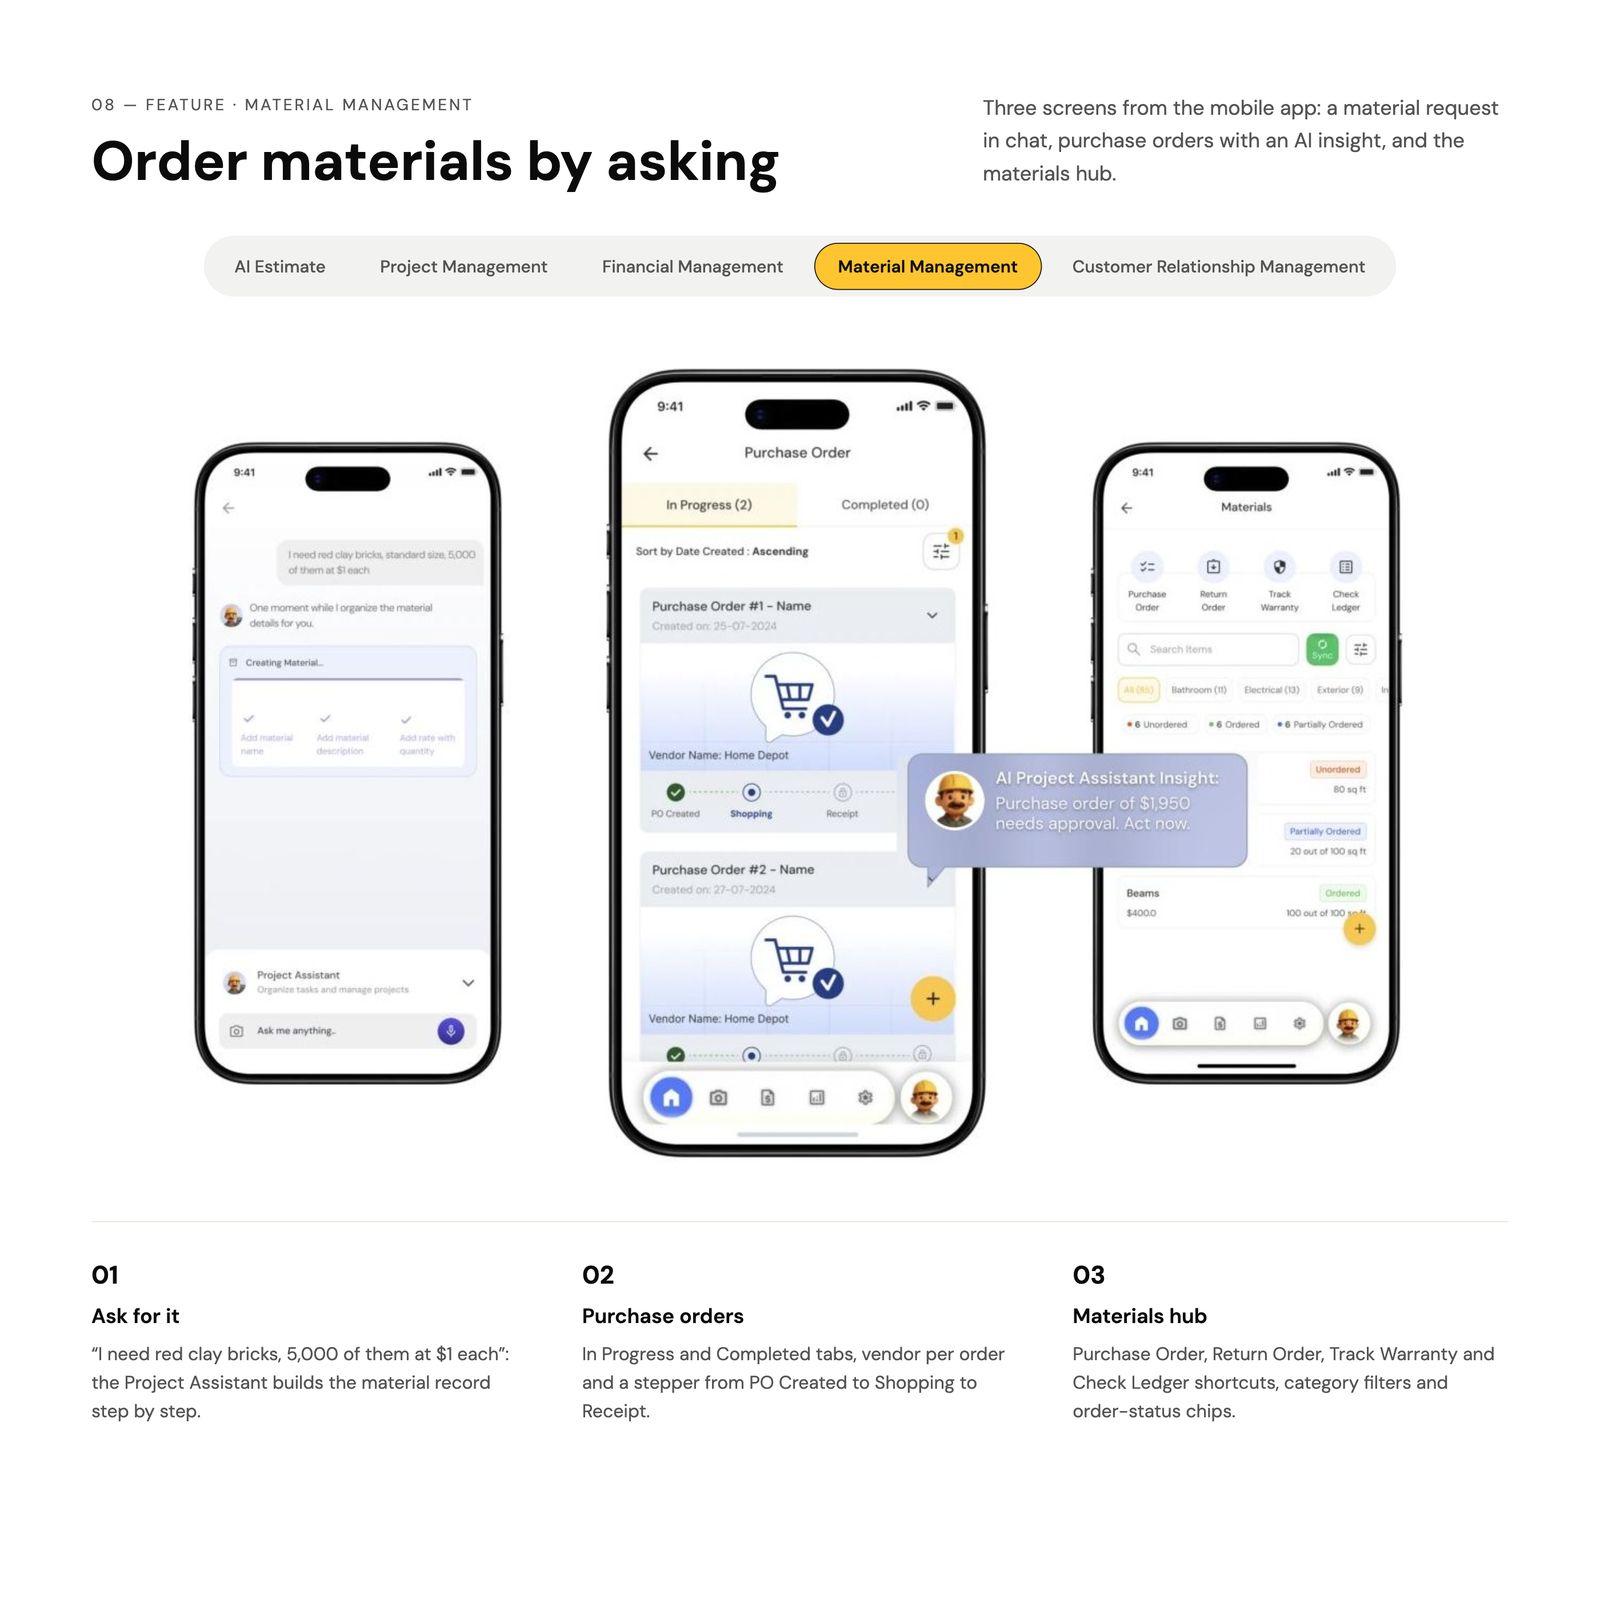 08 — FEATURE · MATERIAL MANAGEMENT
Order materials by asking
Three screens from the mobile app: a material request
in chat, purchase orders with an AI insight, and the
materials hub.
AI Estimate
Project Management
Financial Management
Material Management
Customer Relationship Management
9:41
I need red clay bricks, standard size, 5,000
of them at $1 each
One moment while I organize the material
details for you.
Creating Material...
Add material
name
Add material
description
Add rate with
quantity
Project Assistant
Organize tasks and manage projects
Ask me anything..
9:41
Purchase Order
In Progress (2)
Completed (0)
Sort by Date Created : Ascending
1
Purchase Order #1 - Name
Created on: 25-07-2024
Vendor Name: Home Depot
PO Created
Shopping
Receipt
Purchase Order #2 - Name
Created on: 27-07-2024
Vendor Name: Home Depot
AI Project Assistant Insight:
Purchase order of $1,950
needs approval. Act now.
9:41
Materials
Purchase
Order
Return
Order
Track
Warranty
Check
Ledger
Search Items
Sync
All (85)
Bathroom (11)
Electrical (13)
Exterior (9)
In
6 Unordered
6 Ordered
6 Partially Ordered
Unordered
80 sq ft
Partially Ordered
20 out of 100 sq ft
Beams
Ordered
$400.0
100 out of 100 sq ft
01
Ask for it
“I need red clay bricks, 5,000 of them at $1 each”:
the Project Assistant builds the material record
step by step.
02
Purchase orders
In Progress and Completed tabs, vendor per order
and a stepper from PO Created to Shopping to
Receipt.
03
Materials hub
Purchase Order, Return Order, Track Warranty and
Check Ledger shortcuts, category filters and
order-status chips.